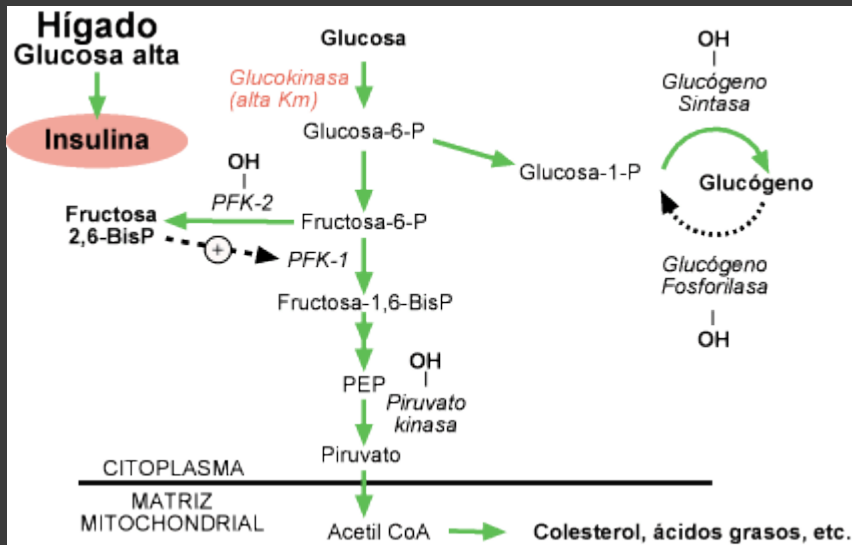 Hígado
Glucosa alta
Insulina
Glucosa
Glucokinasa
(alta Km)
Glucosa-6-P
OH
Glucógeno
Sintasa
Glucosa-1-P
Glucógeno
Glucógeno
Fosforilasa
OH
OH
PFK-2
Fructosa
2,6-BisP
Fructosa-6-P
+
PFK-1
Fructosa-1,6-BisP
OH
PEP
Piruvato
kinasa
Piruvato
CITOPLASMA
MATRIZ
MITOCHONDRIAL
Acetil CoA
Colesterol, ácidos grasos, etc.